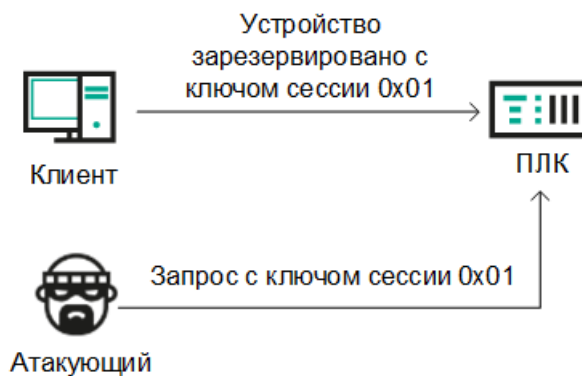 Устройство
зарезервировано с
ключом сессии 0x01
Клиент
ПЛК
Запрос с ключом сессии 0x01
Атакующий